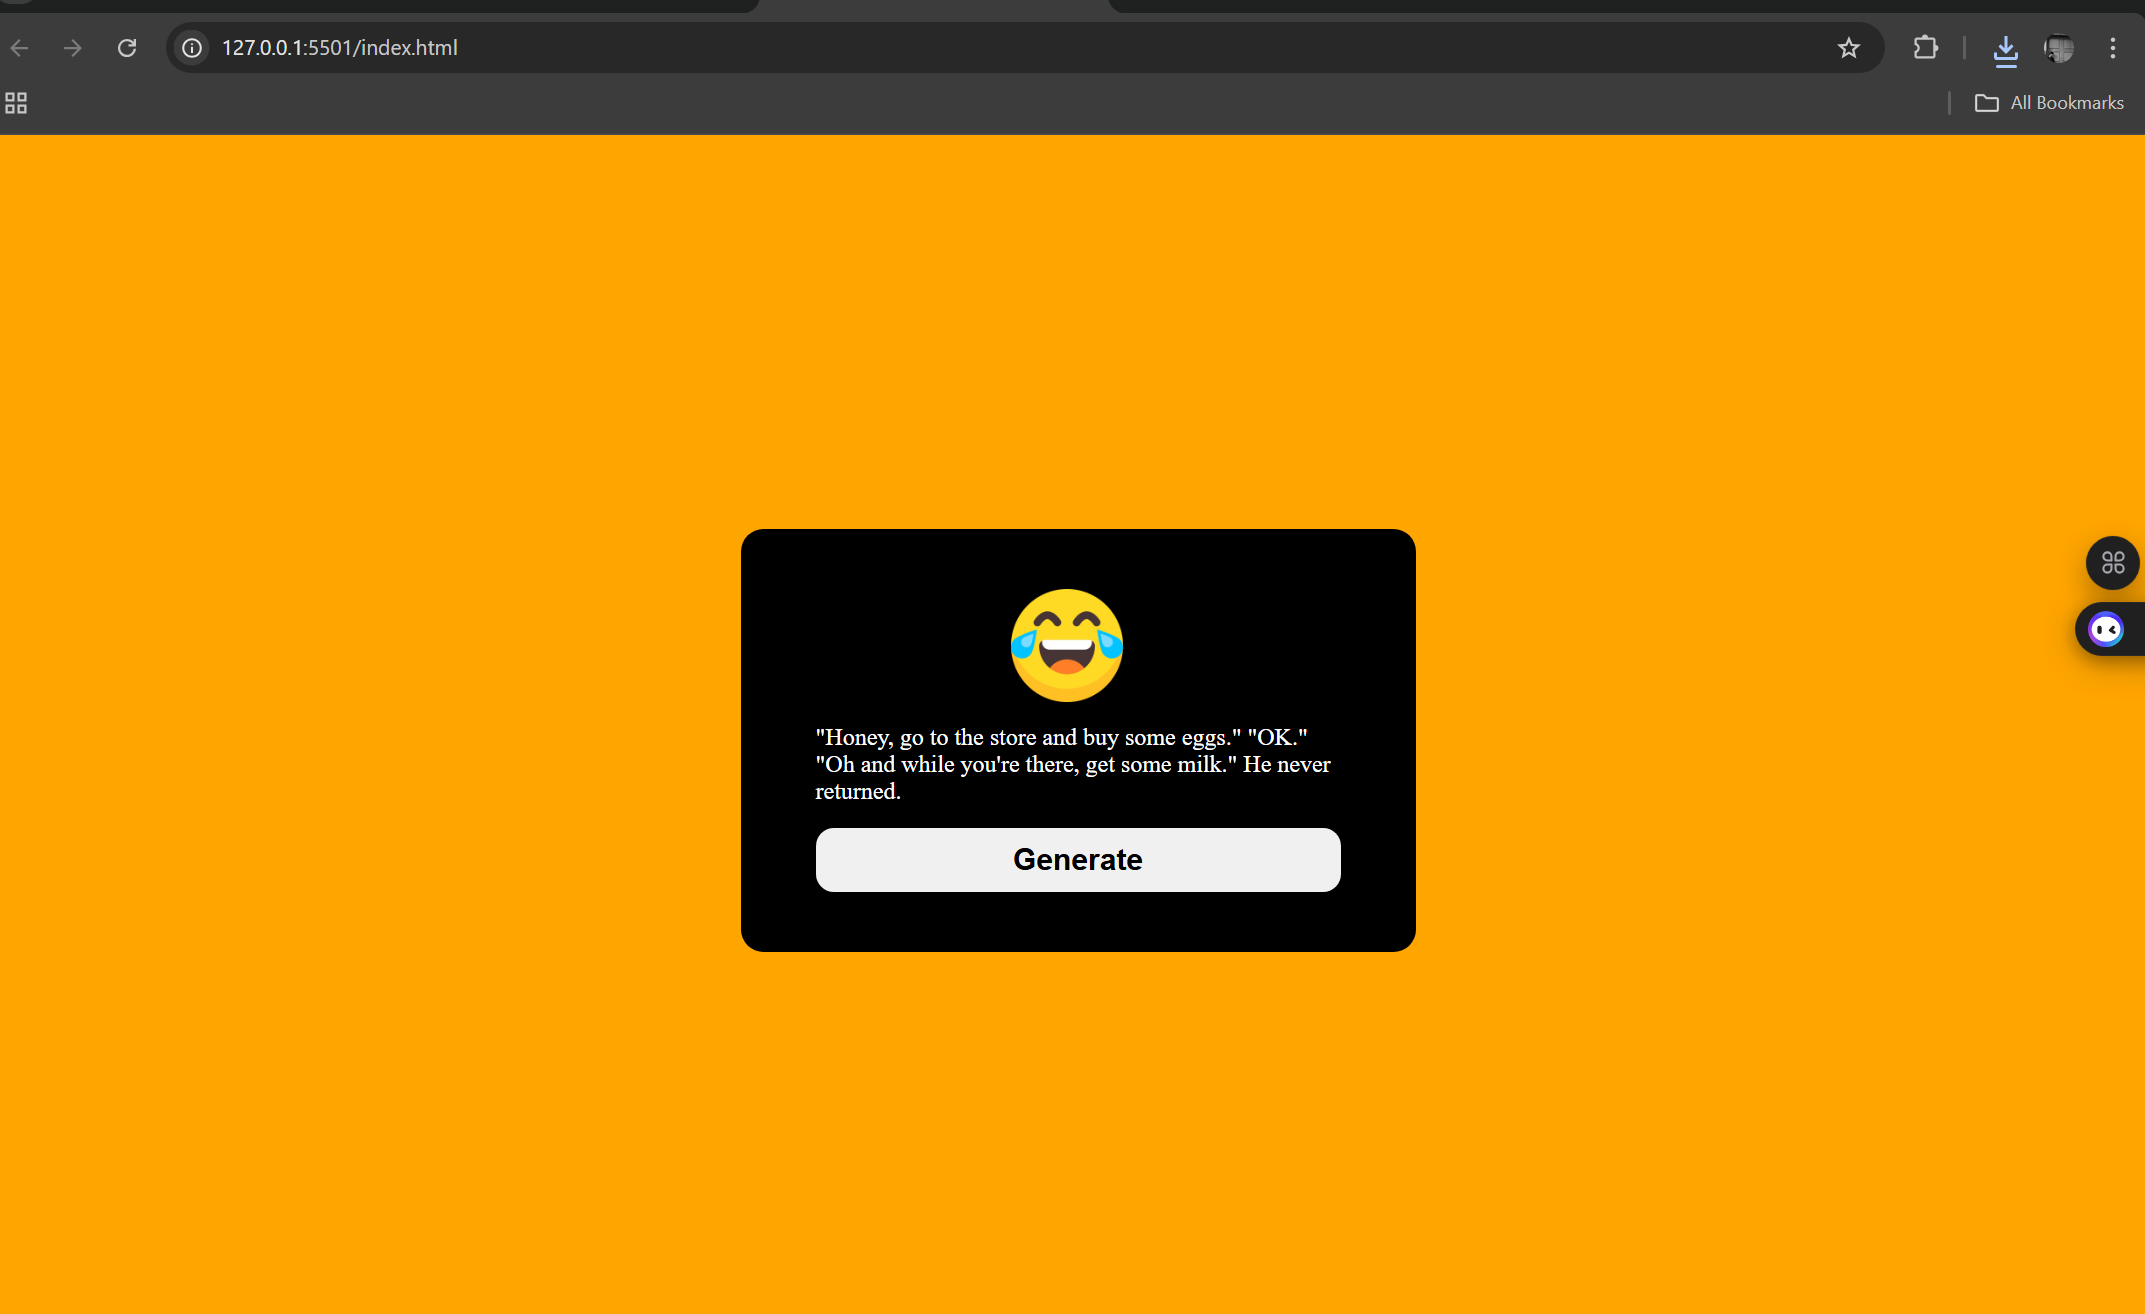 127.0.0.1:5501/index.html
All Bookmarks
"Honey, go to the store and buy some eggs." "OK."
"Oh and while you're there, get some milk." He never
returned.
Generate